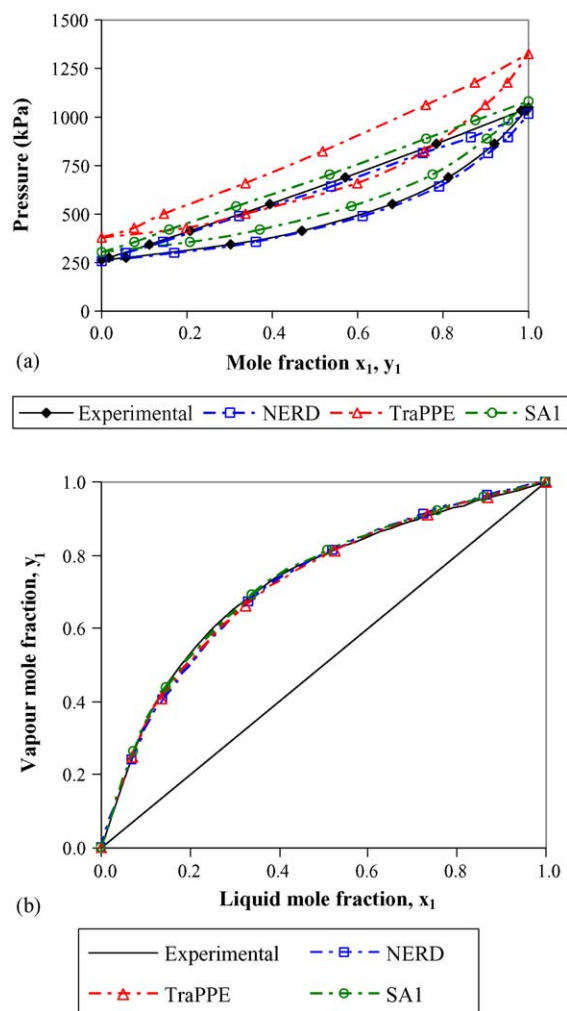 1500
1250
1000
750
500
250
0
Pressure (kPa)
0.0 0.2 0.4 0.6 0.8 1.0
Mole fraction x₁, y₁
(a)
Experimental NERD TraPPE SA1
1.0
0.8
0.6
0.4
0.2
0.0
Vapour mole fraction, y₁
0.0 0.2 0.4 0.6 0.8 1.0
Liquid mole fraction, x₁
(b)
Experimental NERD
TraPPE SA1